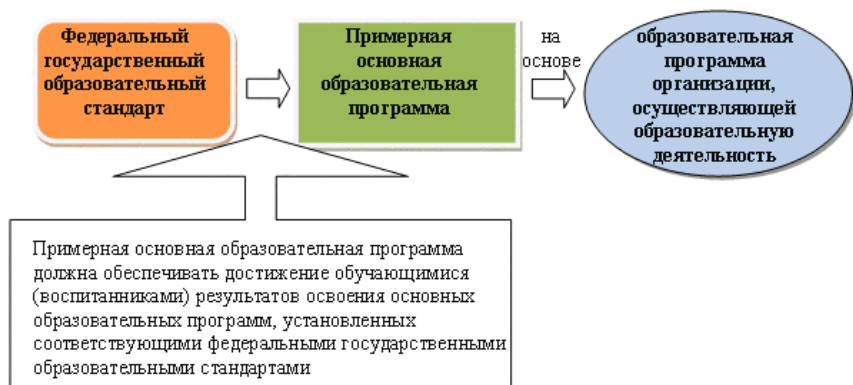 Федеральный
государственный
образовательный
стандарт
Примерная
основная
образовательная
программа
на
основе
образовательная
программа
организации,
осуществляющей
образовательную
деятельность
Примерная основная образовательная программа
должна обеспечивать достижение обучающимися
(воспитанниками) результатов освоения основных
образовательных программ, установленных
соответствующими федеральными государственными
образовательными стандартами